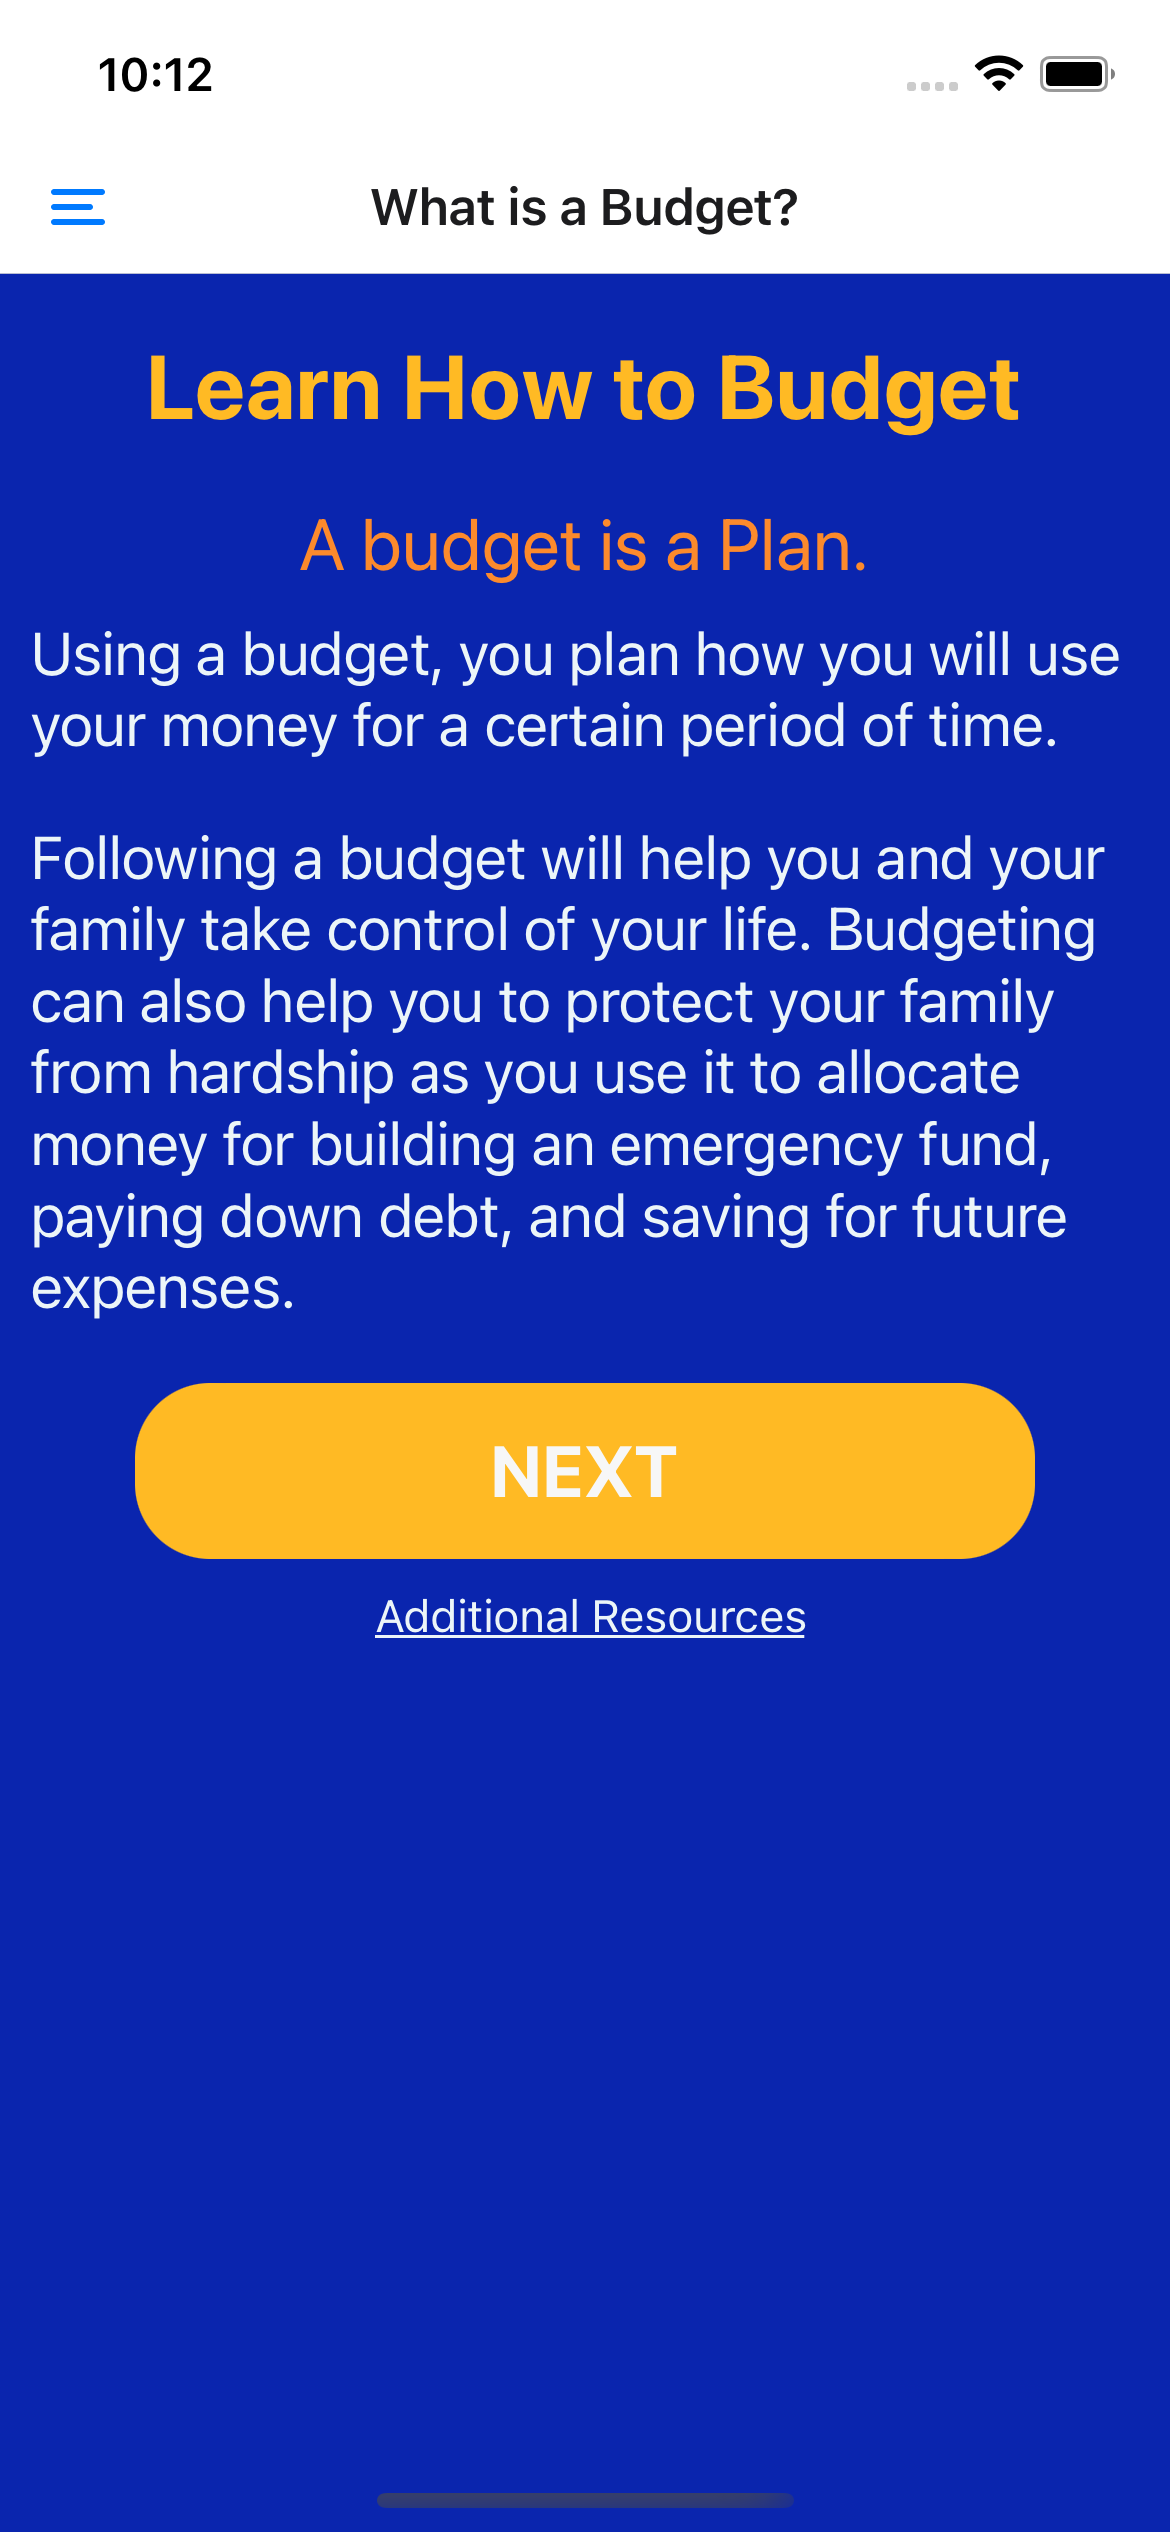 10:12
What is a Budget?
Learn How to Budget
A budget is a Plan.
Using a budget, you plan how you will use
your money for a certain period of time.
Following a budget will help you and your
family take control of your life. Budgeting
can also help you to protect your family
from hardship as you use it to allocate
money for building an emergency fund,
paying down debt, and saving for future
expenses.
NEXT
Additional Resources